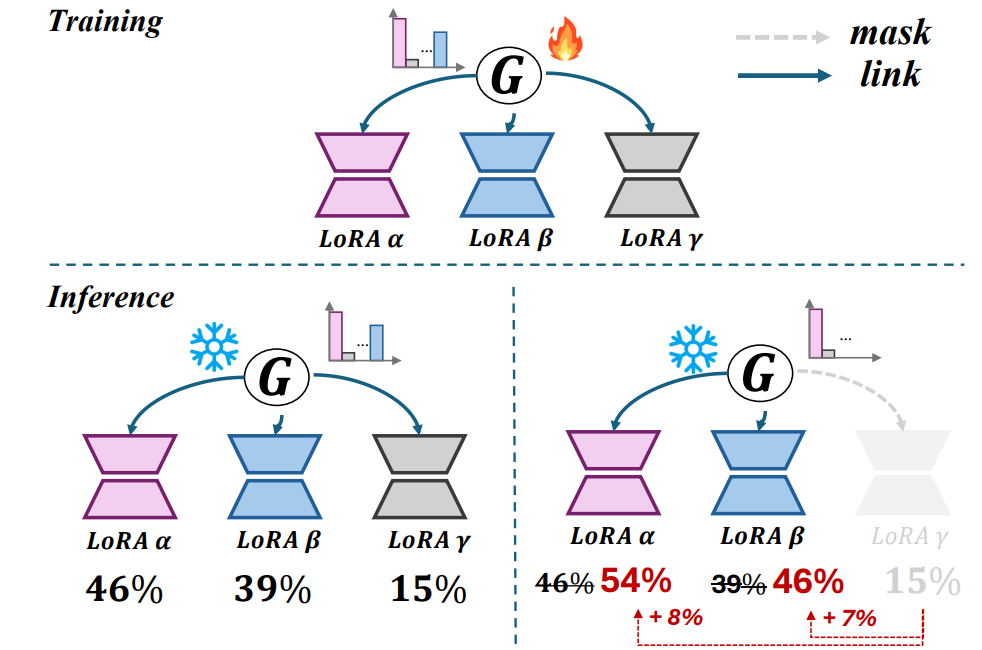 Training
...
G
mask
link
LoRA α
LoRA β
LoRA γ
Inference
...
G
LoRA α
LoRA β
LoRA γ
46%
39%
15%
...
G
LoRA α
LoRA β
LoRA γ
46% 54%
39% 46%
15%
+ 8%
+ 7%